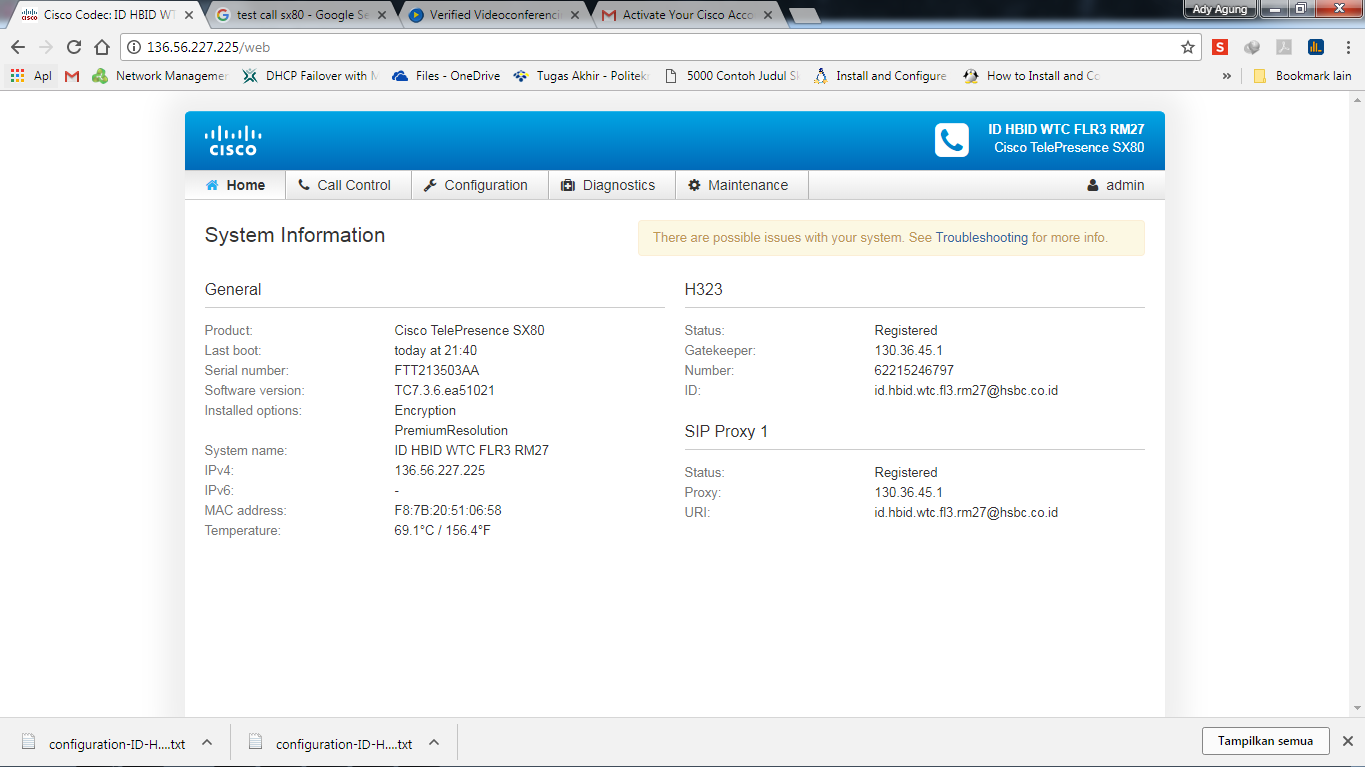 Cisco Codec: ID HBID WT
test call sx80 - Google Se
Verified Videoconferenci
Activate Your Cisco Acco
Ady Agung
136.56.227.225/web
Apl
Network Managemen
DHCP Failover with M
Files - OneDrive
Tugas Akhir - Politek
5000 Contoh Judul Sk
Install and Configure
How to Install and Co
»
Bookmark lain
CISCO
ID HBID WTC FLR3 RM27
Cisco TelePresence SX80
Home
Call Control
Configuration
Diagnostics
Maintenance
admin
System Information
There are possible issues with your system. See Troubleshooting for more info.
General
Product: Cisco TelePresence SX80
Last boot: today at 21:40
Serial number: FTT213503AA
Software version: TC7.3.6.ea51021
Installed options: Encryption
PremiumResolution
System name: ID HBID WTC FLR3 RM27
IPv4: 136.56.227.225
IPv6: -
MAC address: F8:7B:20:51:06:58
Temperature: 69.1°C / 156.4°F
H323
Status: Registered
Gatekeeper: 130.36.45.1
Number: 62215246797
ID: id.hbid.wtc.fl3.rm27@hsbc.co.id
SIP Proxy 1
Status: Registered
Proxy: 130.36.45.1
URI: id.hbid.wtc.fl3.rm27@hsbc.co.id
configuration-ID-H....txt
configuration-ID-H....txt
Tampilkan semua